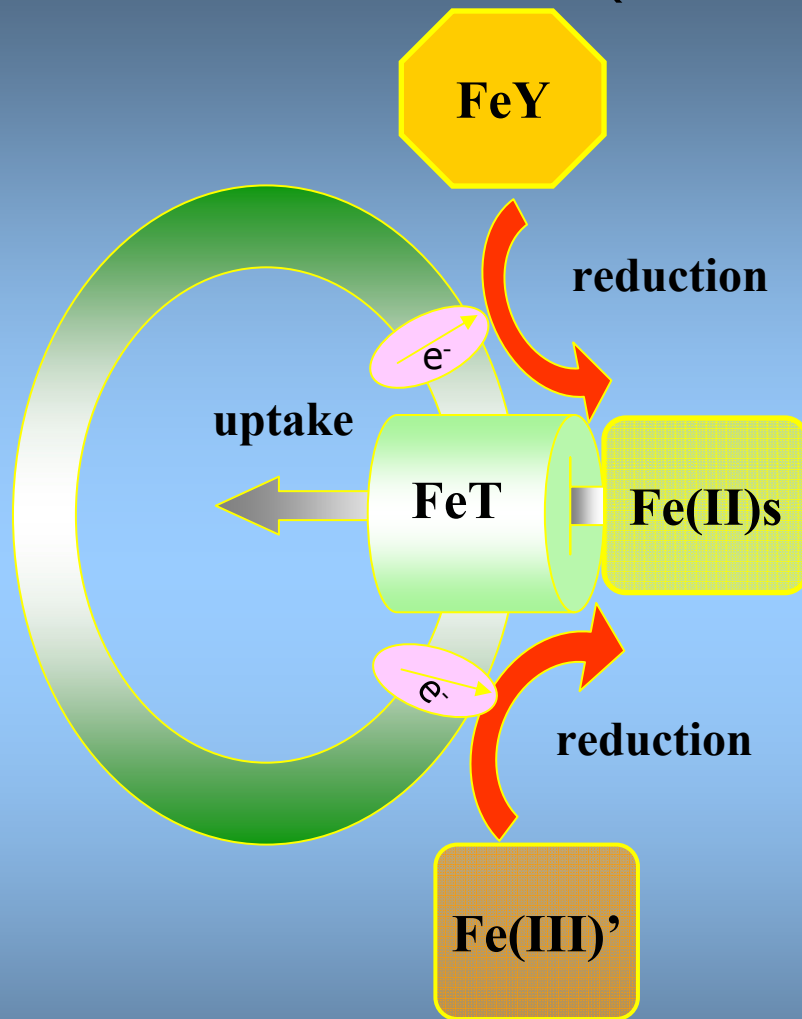 FeY
reduction
e-
uptake
FeT
Fe(II)s
e-
reduction
Fe(III)’